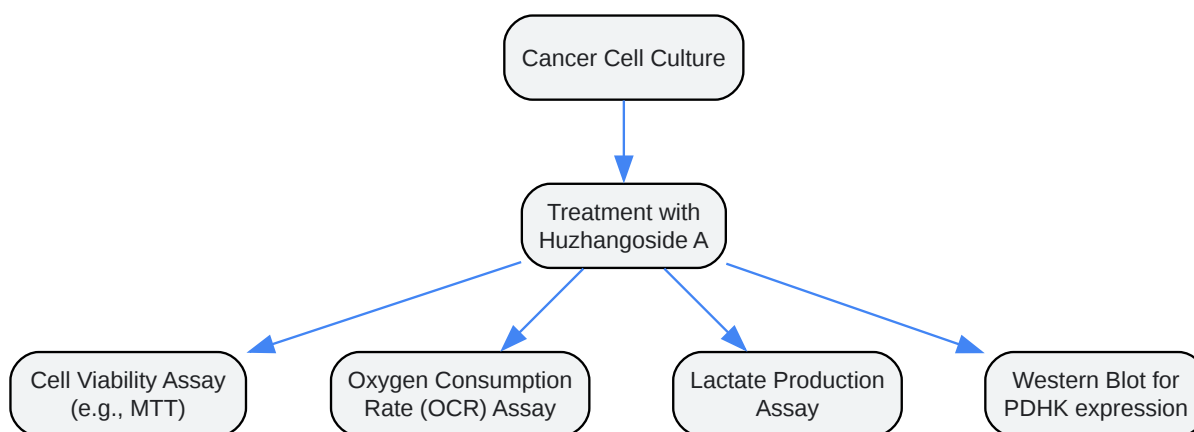 Cancer Cell Culture
Treatment with
Huzhangoside A
Cell Viability Assay
(e.g., MTT)
Oxygen Consumption
Rate (OCR) Assay
Lactate Production
Assay
Western Blot for
PDHK expression